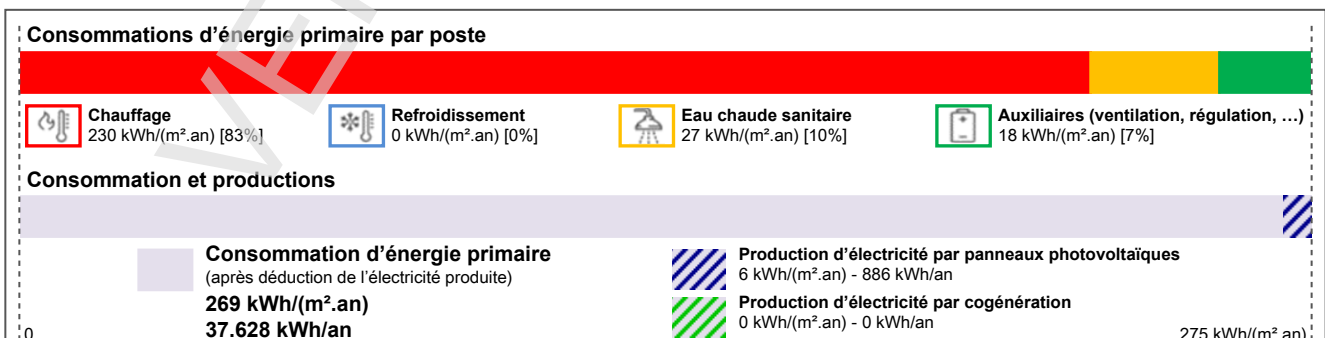 Consommations d'énergie primaire par poste
Chauffage
230 kWh/(m².an) [83%]
Refroidissement
0 kWh/(m².an) [0%]
Eau chaude sanitaire
27 kWh/(m².an) [10%]
Auxiliaires (ventilation, régulation, …)
18 kWh/(m².an) [7%]
Consommation et productions
Consommation d'énergie primaire
(après déduction de l'électricité produite)
269 kWh/(m².an)
37.628 kWh/an
Production d'électricité par panneaux photovoltaïques
6 kWh/(m².an) - 886 kWh/an
Production d'électricité par cogénération
0 kWh/(m².an) - 0 kWh/an
0
275 kWh/(m².an)